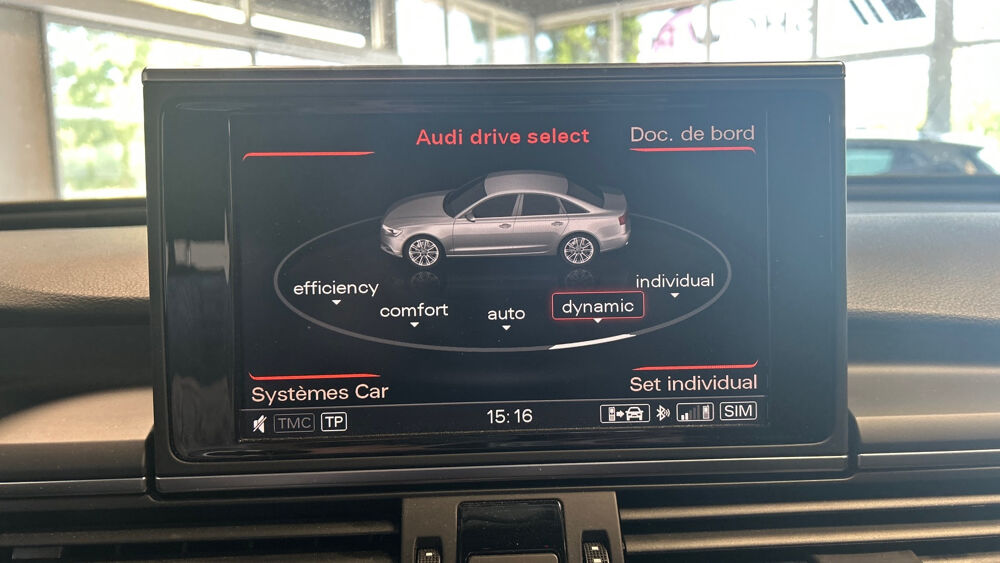 Audi drive select
Doc. de bord
efficiency
comfort
auto
dynamic
individual
Systèmes Car
Set individual
TMC
TP
15:16
SIM